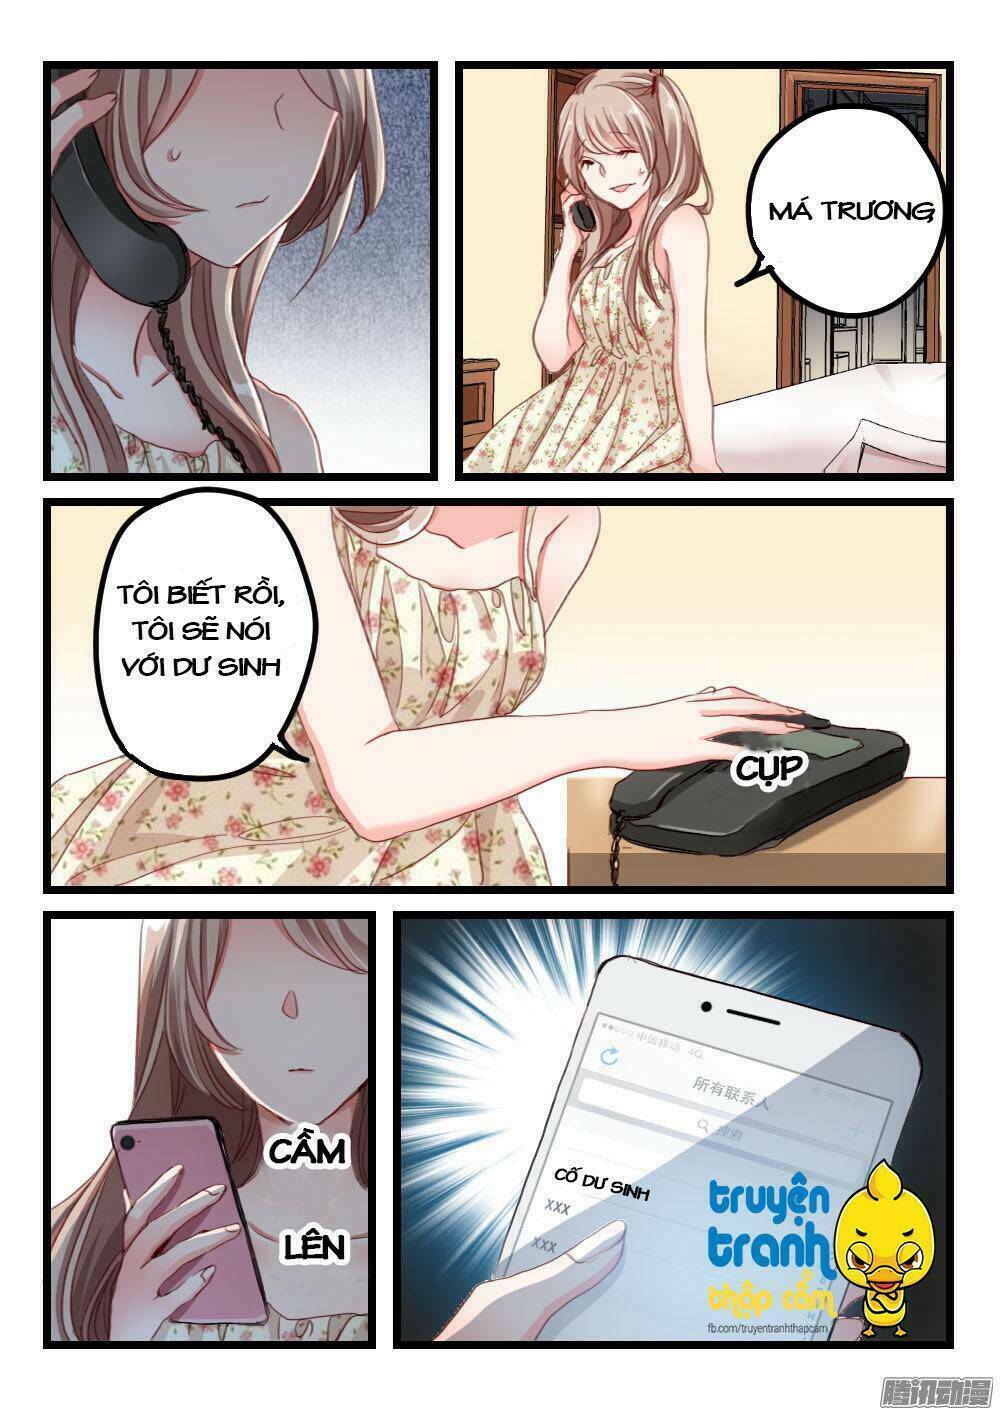 MÁ TRƯƠNG,
TÔI BIẾT RỒI,
TÔI SẼ NÓI
VỚI DƯ SINH
CỤP
CẦM
LÊN
中国移动 4G
所有联系人
搜索
CỐ DƯ SINH
XXX
XXX
truyện
tranh
thập cẩm
fb.com/truyentranhthapcam
腾讯动漫